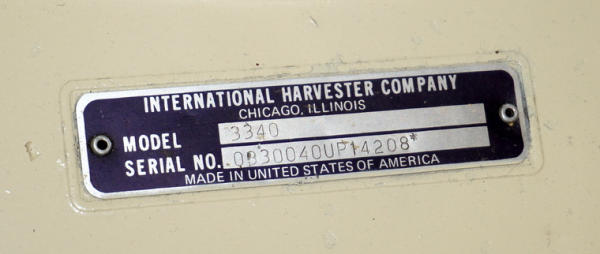 INTERNATIONAL HARVESTER COMPANY
CHICAGO, ILLINOIS
MODEL 3340
SERIAL NO. 0830040UP14208*
MADE IN UNITED STATES OF AMERICA